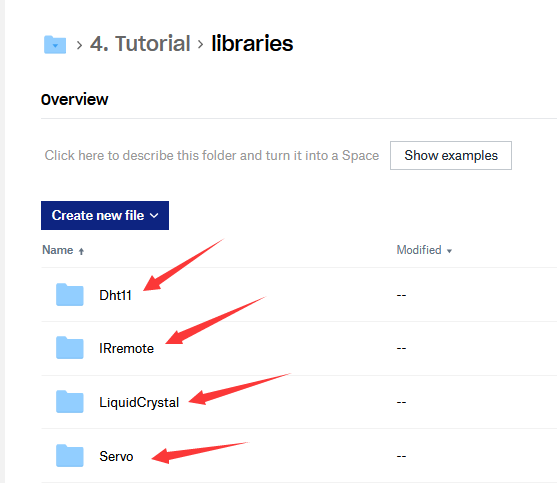 4. Tutorial libraries
Overview
Click here to describe this folder and turn it into a Space Show examples
Create new file
Name Modified
Dht11 --
IRremote --
LiquidCrystal --
Servo --